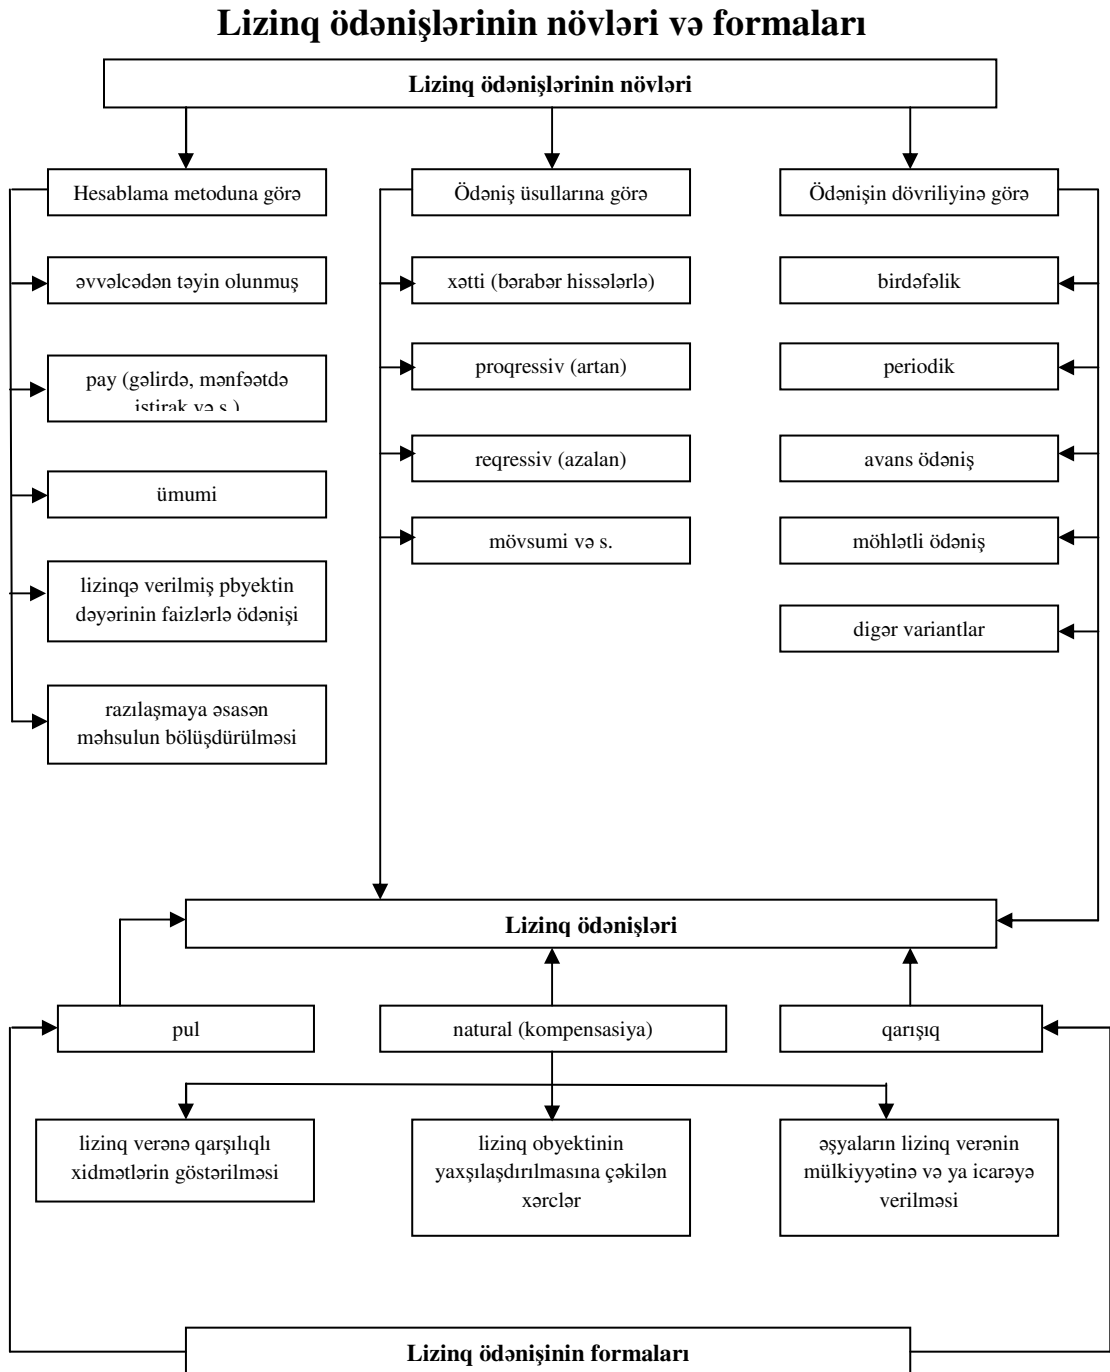 Lizinq ödənişlərinin növləri və formaları
Lizinq ödənişlərinin növləri
Hesablama metoduna görə
Ödəniş üsullarına görə
Ödənişin dövriliyinə görə
əvvəlcədən təyin olunmuş
xətti (bərabər hissələrlə)
birdəfəlik
pay (gəlirdə, mənfəətdə
iştirak və s.)
proqressiv (artan)
periodik
reqressiv (azalan)
avans ödəniş
ümumi
mövsumi və s.
möhlətli ödəniş
lizinqə verilmiş pbyektin
dəyərinin faizlərlə ödənişi
digər variantlar
razılaşmaya əsasən
məhsulun bölüşdürülməsi
Lizinq ödənişləri
pul
natural (kompensasiya)
qarışıq
lizinq verənə qarşılıqlı
xidmətlərin göstərilməsi
lizinq obyektinin
yaxşılaşdırılmasına çəkilən
xərclər
əşyaların lizinq verənin
mülkiyyətinə və ya icarəyə
verilməsi
Lizinq ödənişinin formaları